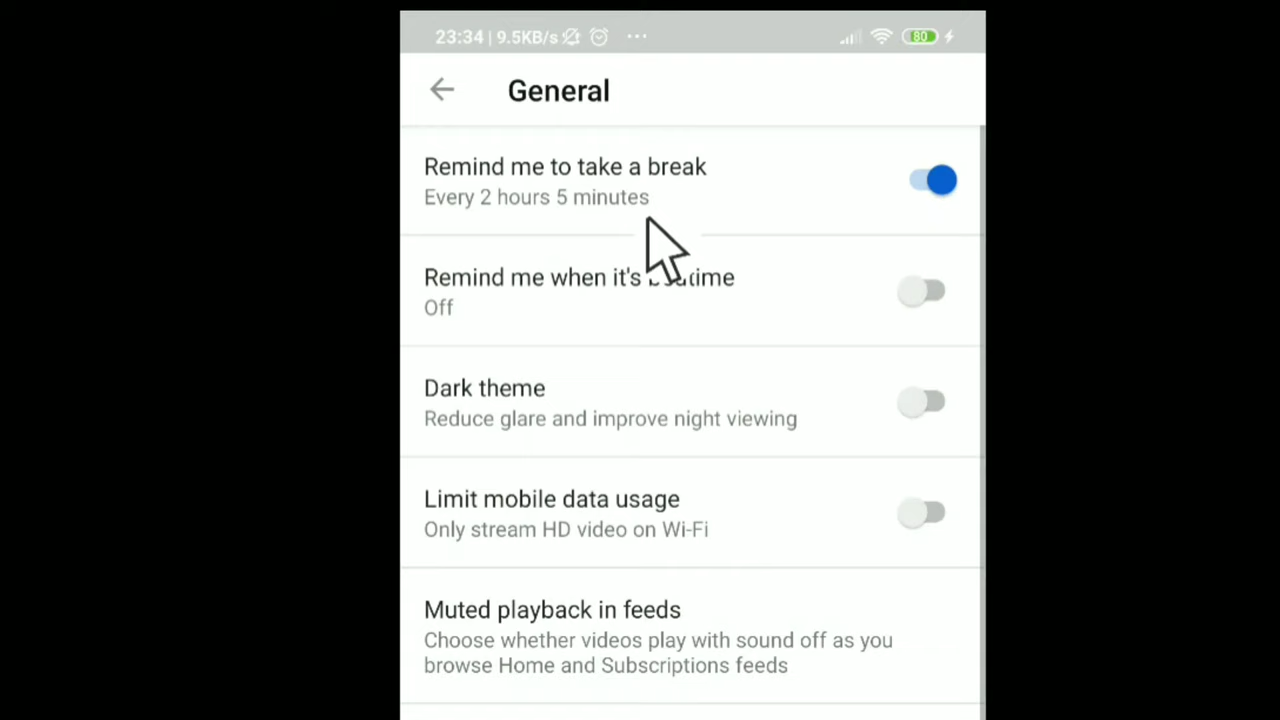 23:34 | 9.5KB/s ... 80
General
Remind me to take a break
Every 2 hours 5 minutes
Remind me when it's
Off
Dark theme
Reduce glare and improve night viewing
Limit mobile data usage
Only stream HD video on Wi-Fi
Muted playback in feeds
Choose whether videos play with sound off as you
browse Home and Subscriptions feeds